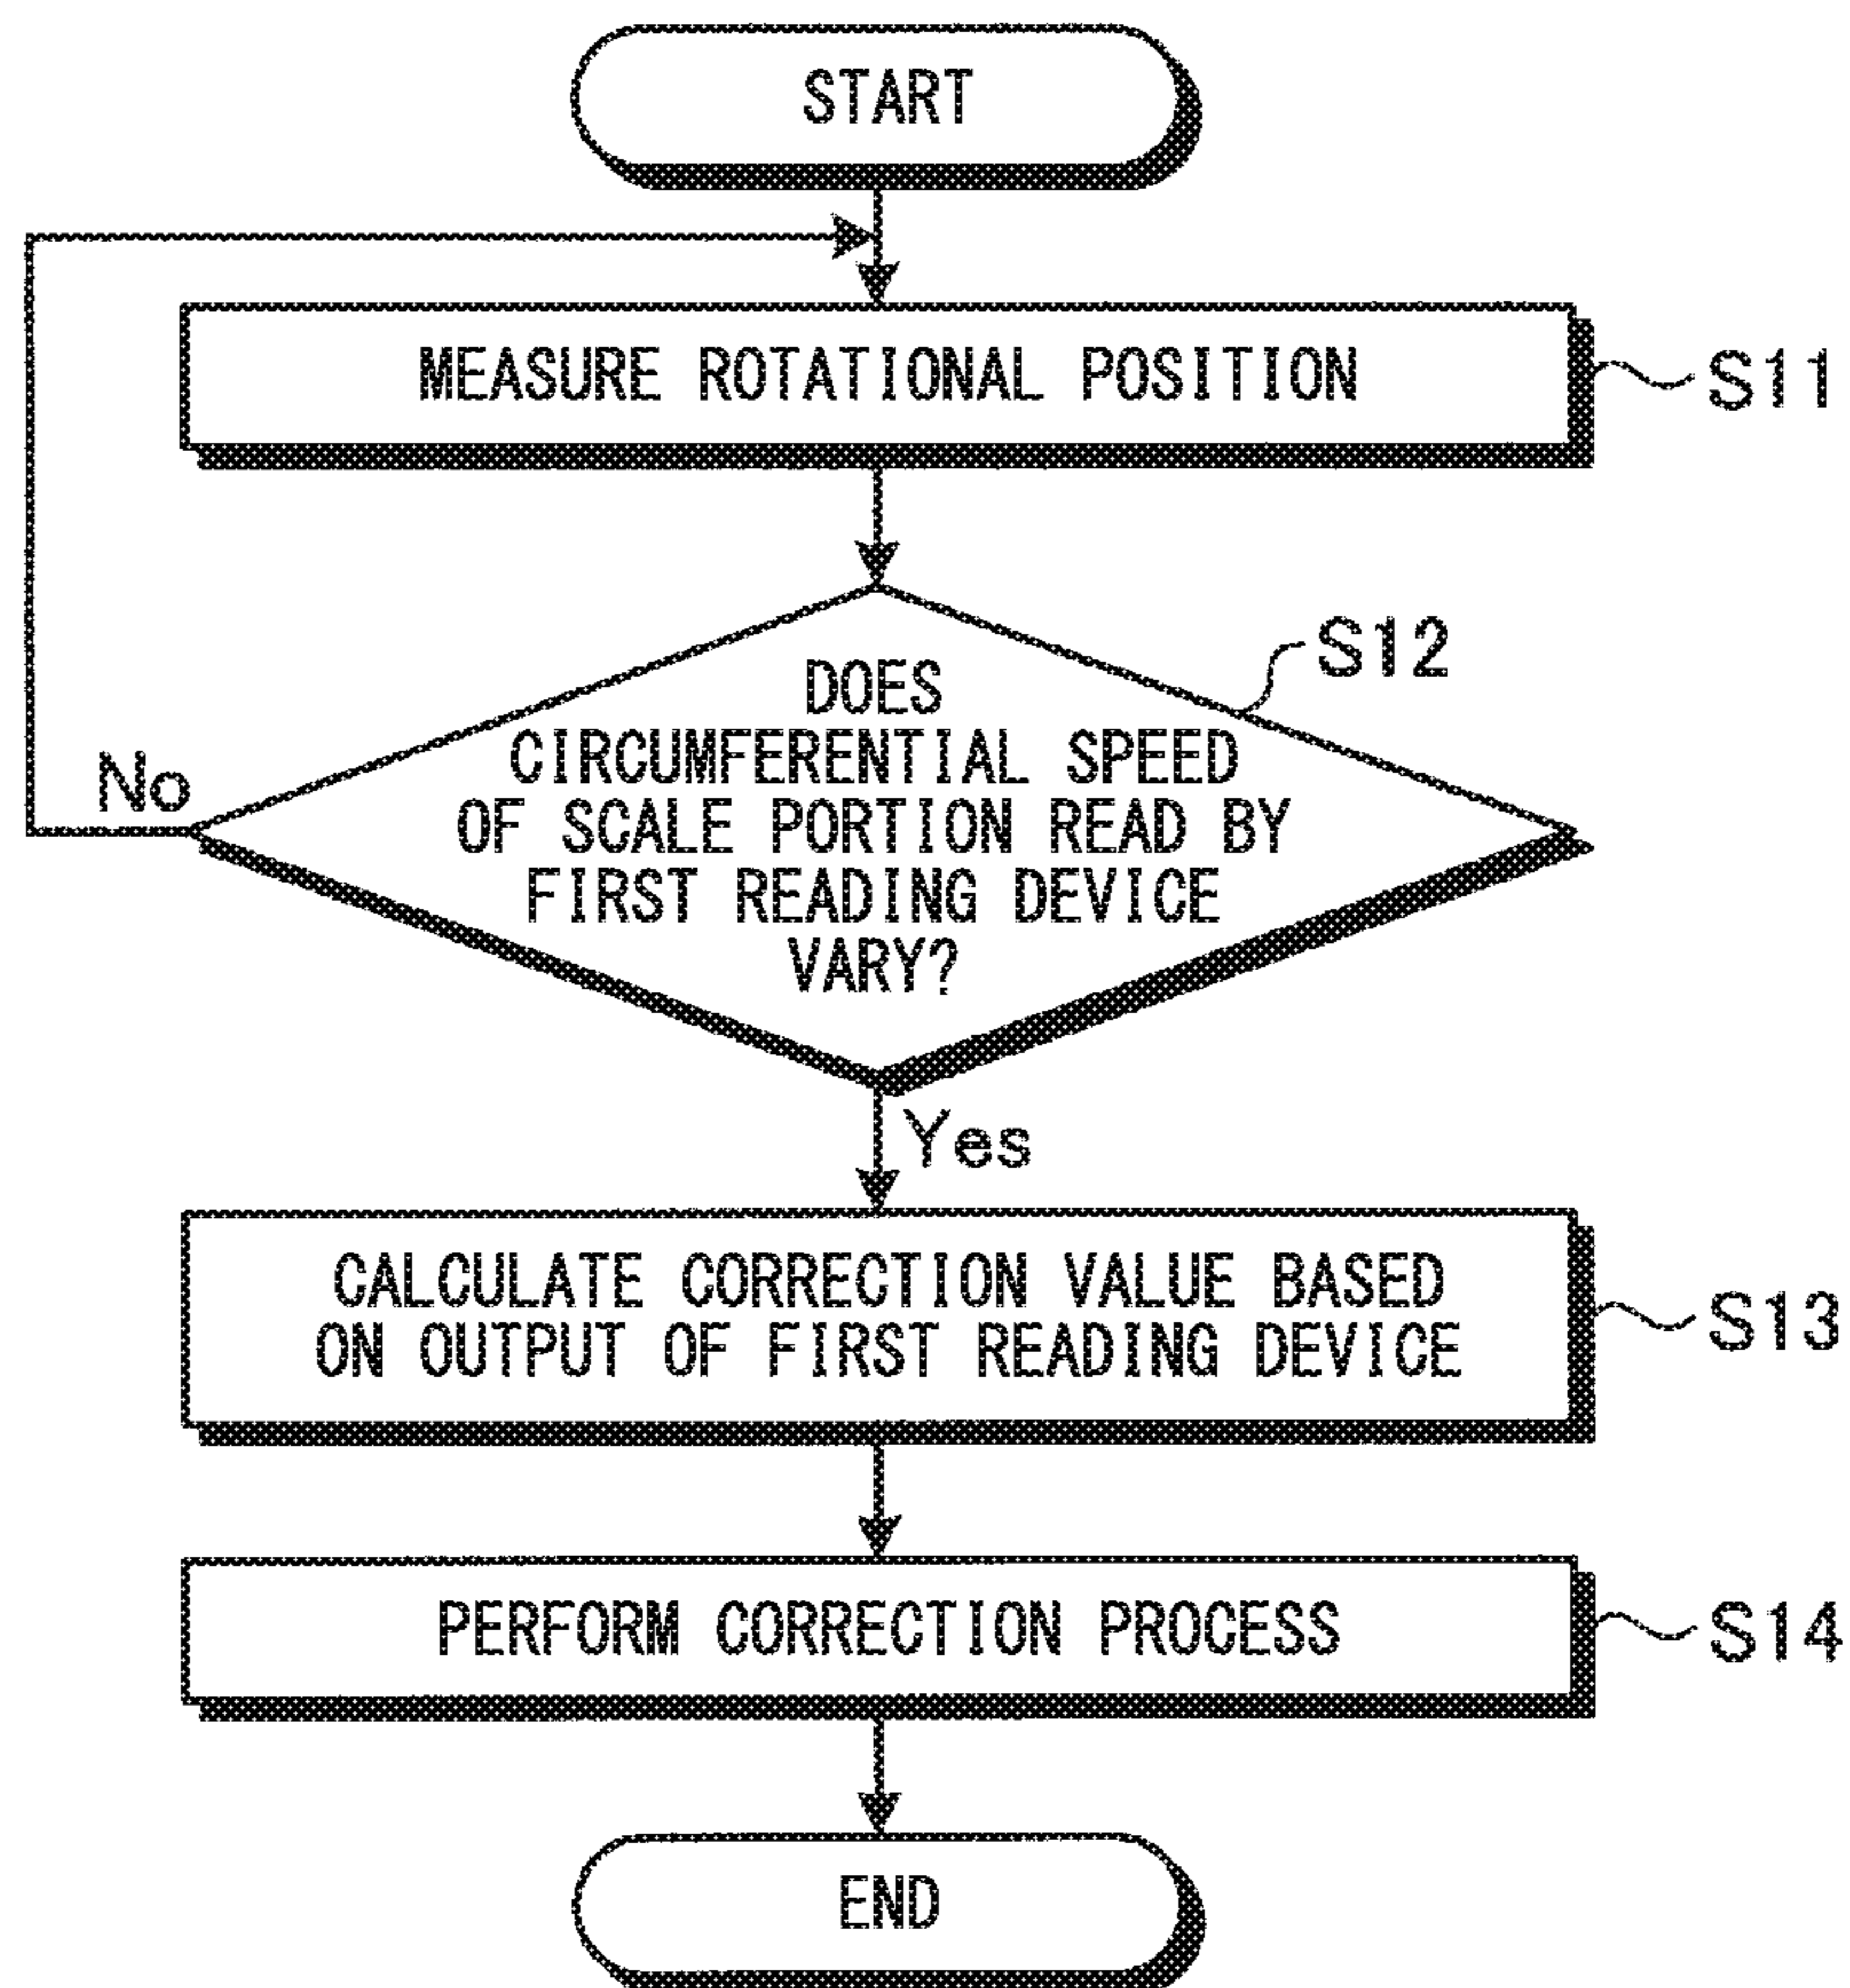 START
MEASURE ROTATIONAL POSITION
S11
S12
DOES
CIRCUMFERENTIAL SPEED
OF SCALE PORTION READ BY
FIRST READING DEVICE
VARY?
No
Yes
CALCULATE CORRECTION VALUE BASED
ON OUTPUT OF FIRST READING DEVICE
S13
PERFORM CORRECTION PROCESS
S14
END